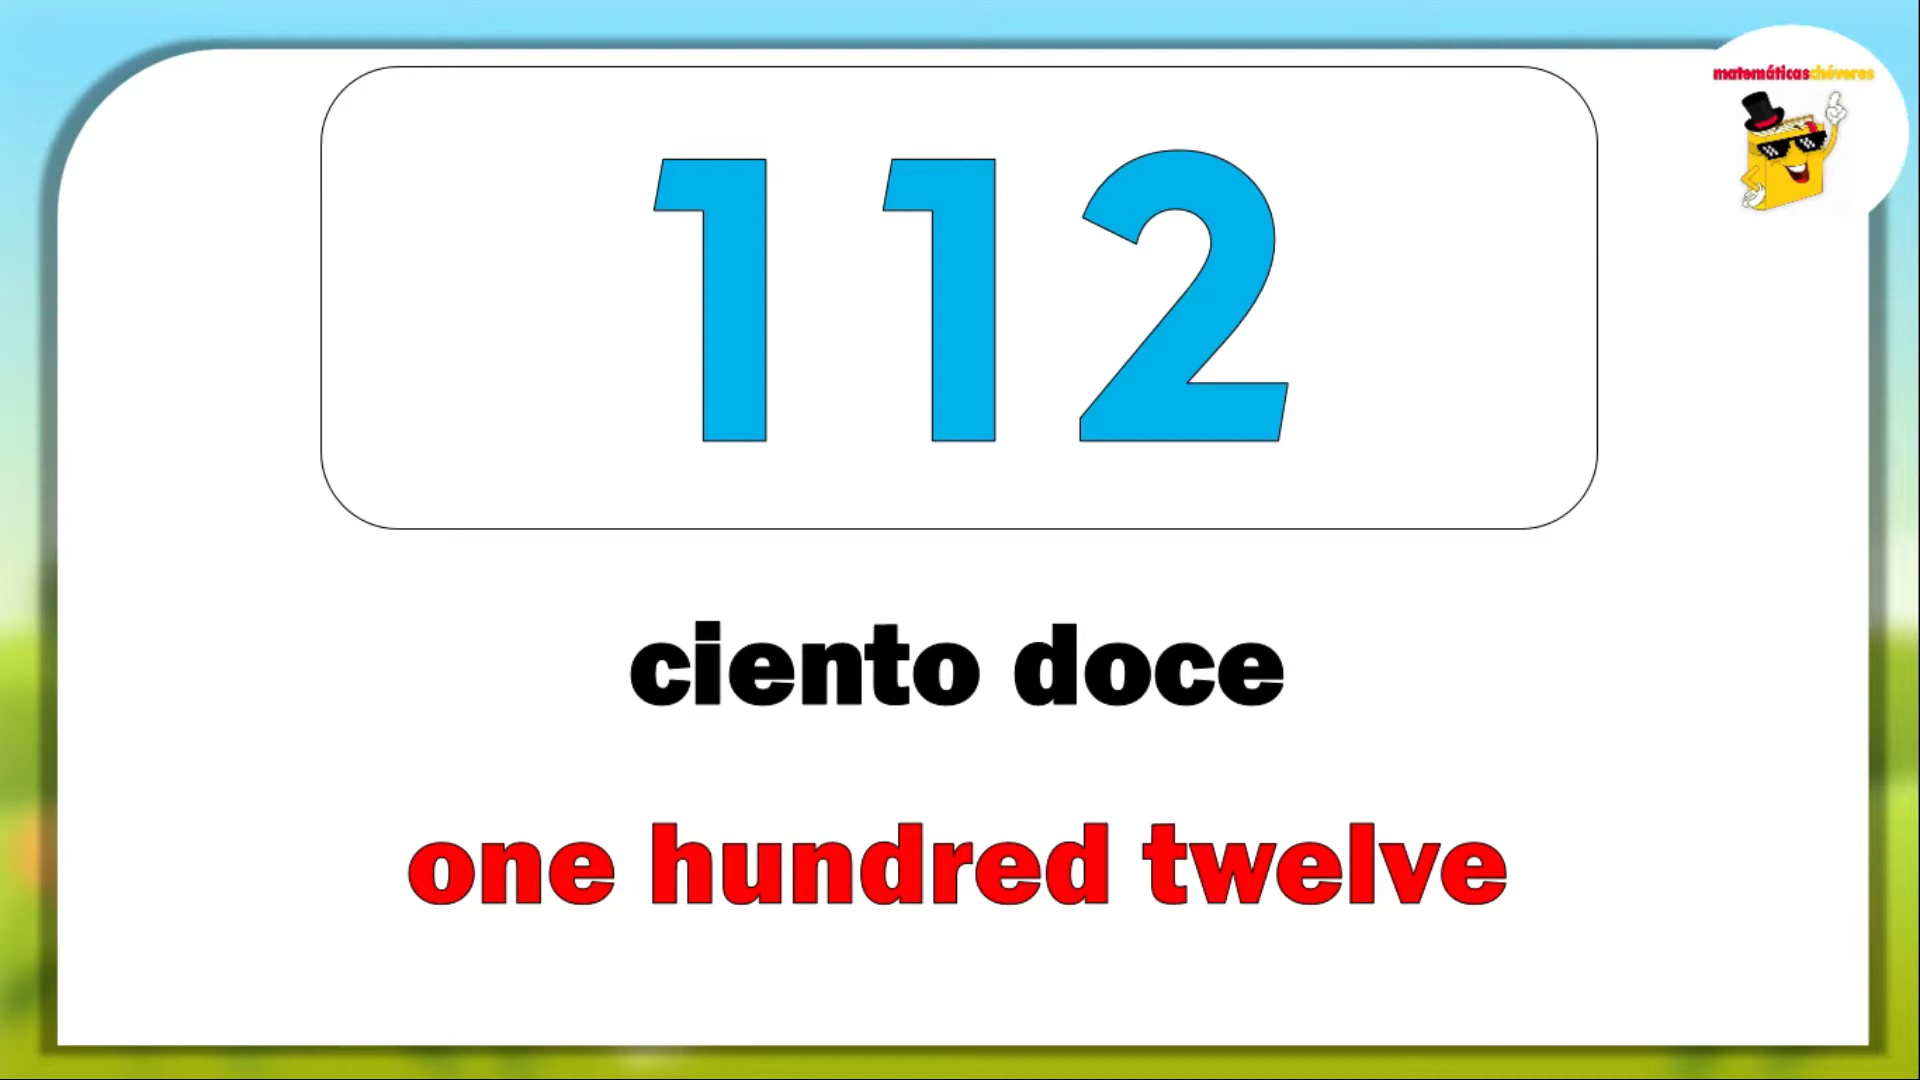 matemáticaschéveres
112
ciento doce
one hundred twelve